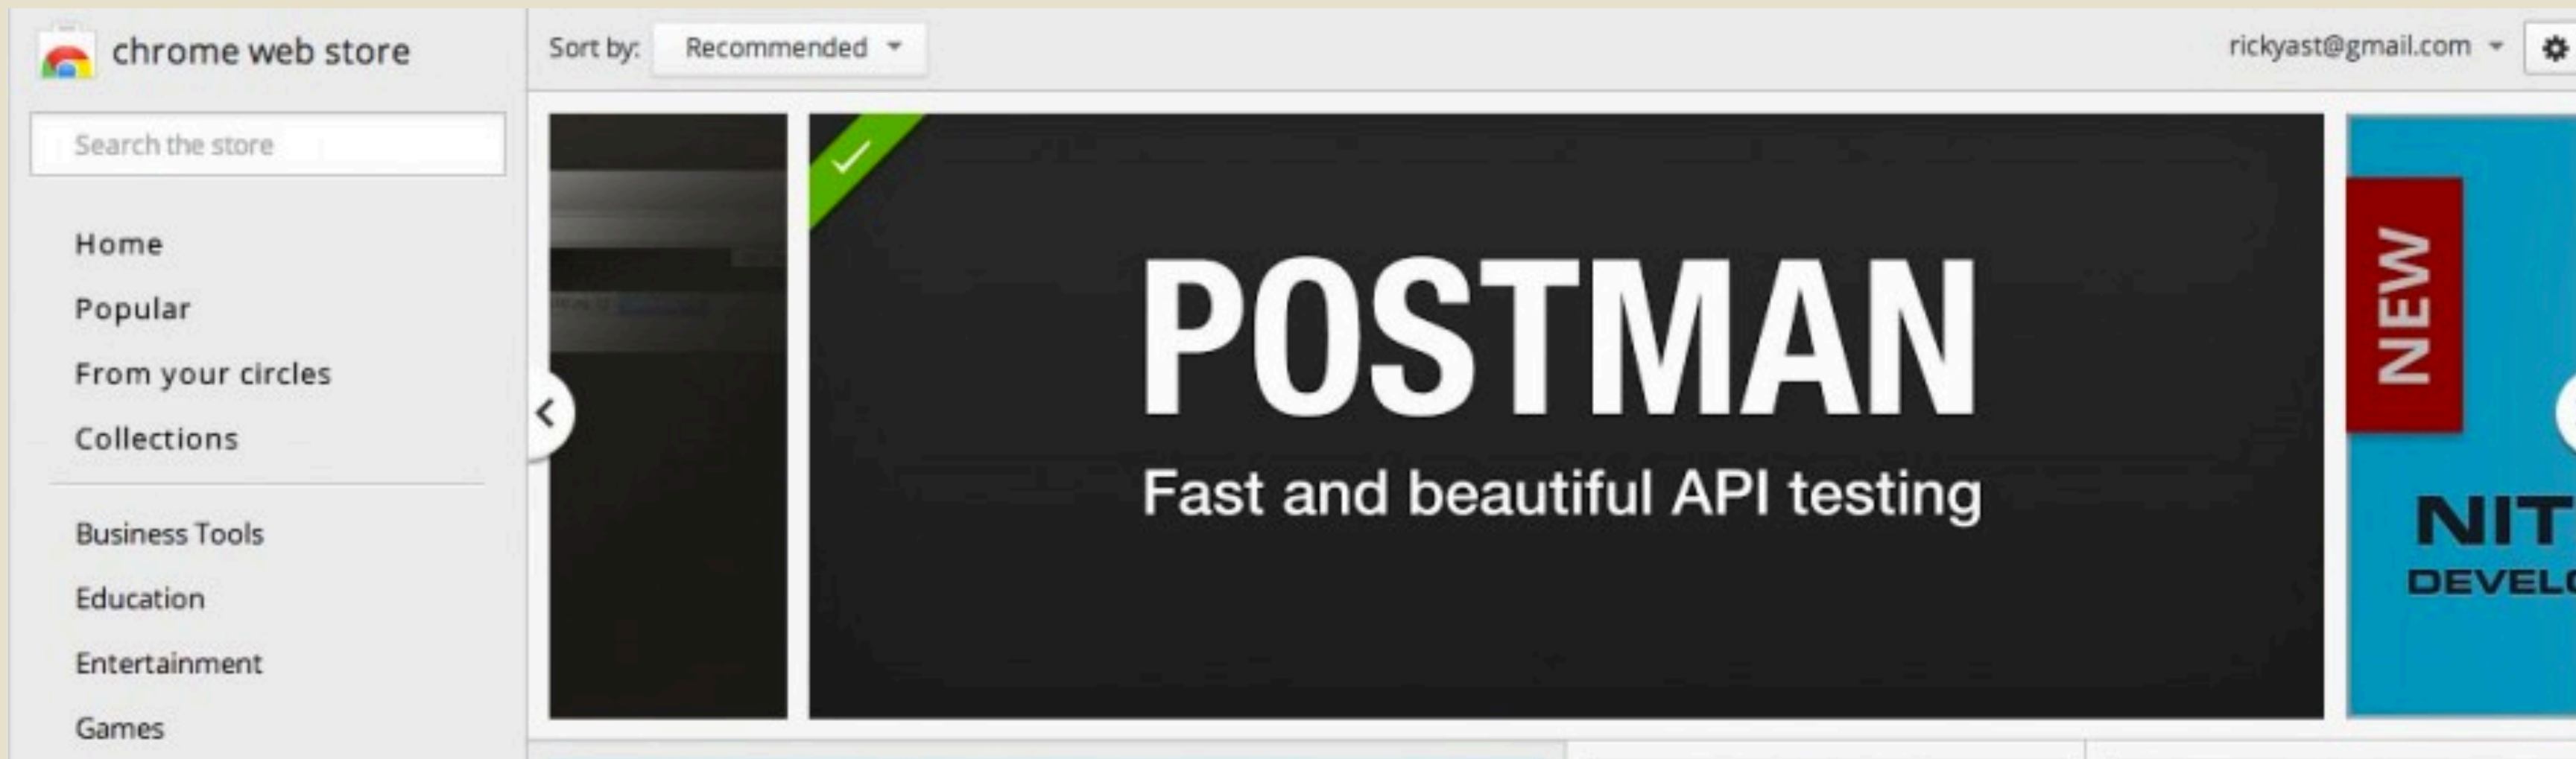 chrome web store
Search the store
Home
Popular
From your circles
Collections
Business Tools
Education
Entertainment
Games
Sort by: Recommended
rickyast@gmail.com
POSTMAN
Fast and beautiful API testing
NEW
NIT
DEVELO